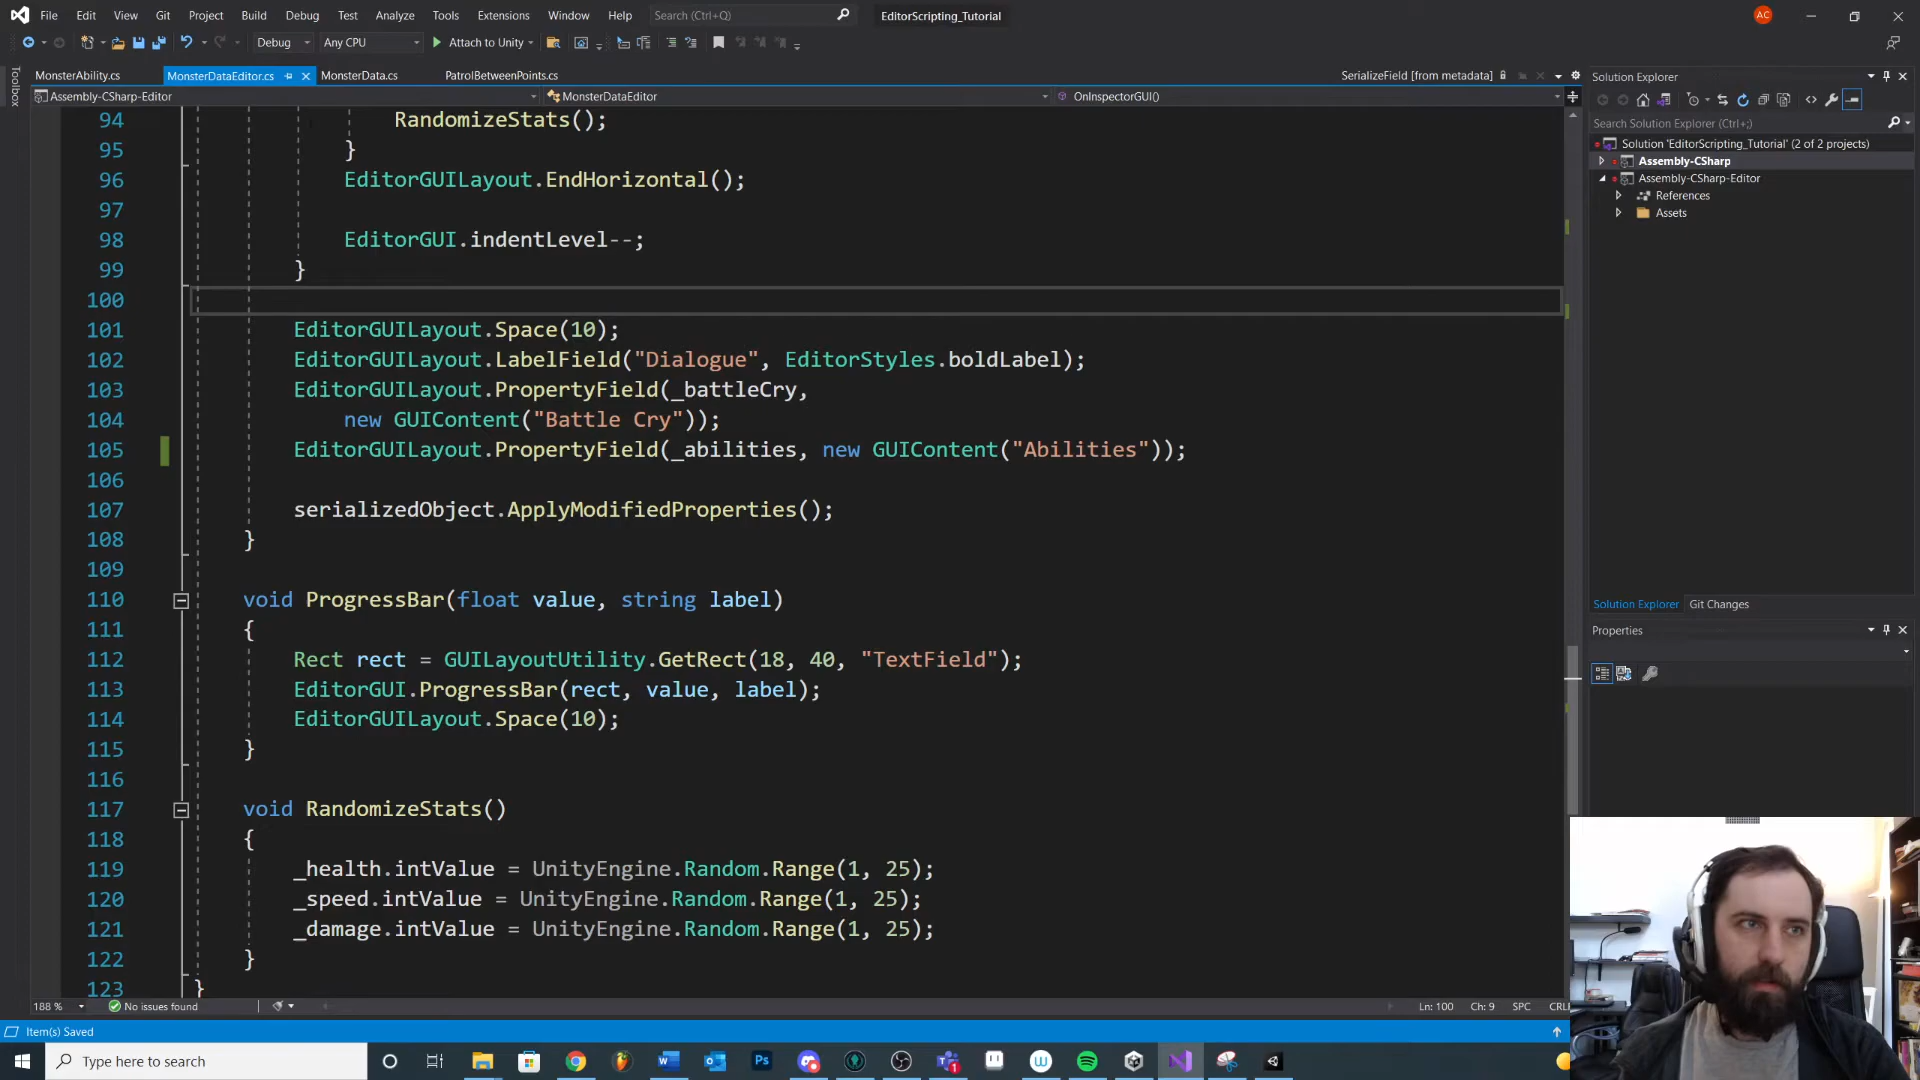 File Edit View Git Project Build Debug Test Analyze Tools Extensions Window Help Search (Ctrl+Q) EditorScripting_Tutorial AC
Debug Any CPU Attach to Unity
MonsterAbility.cs MonsterDataEditor.cs MonsterData.cs PatrolBetweenPoints.cs SerializeField [from metadata]
Toolbox
Assembly-CSharp-Editor MonsterDataEditor OnInspectorGUI()
94 RandomizeStats();
95 }
96 EditorGUILayout.EndHorizontal();
97
98 EditorGUI.indentLevel--;
99 }
100
101 EditorGUILayout.Space(10);
102 EditorGUILayout.LabelField("Dialogue", EditorStyles.boldLabel);
103 EditorGUILayout.PropertyField(_battleCry,
104 new GUIContent("Battle Cry"));
105 EditorGUILayout.PropertyField(_abilities, new GUIContent("Abilities"));
106
107 serializedObject.ApplyModifiedProperties();
108 }
109
110 void ProgressBar(float value, string label)
111 {
112 Rect rect = GUILayoutUtility.GetRect(18, 40, "TextField");
113 EditorGUI.ProgressBar(rect, value, label);
114 EditorGUILayout.Space(10);
115 }
116
117 void RandomizeStats()
118 {
119 _health.intValue = UnityEngine.Random.Range(1, 25);
120 _speed.intValue = UnityEngine.Random.Range(1, 25);
121 _damage.intValue = UnityEngine.Random.Range(1, 25);
122 }
123 }
188 % No issues found Ln: 100 Ch: 9 SPC CRL
Item(s) Saved
Solution Explorer
Search Solution Explorer (Ctrl+;)
Solution 'EditorScripting_Tutorial' (2 of 2 projects)
Assembly-CSharp
Assembly-CSharp-Editor
References
Assets
Solution Explorer Git Changes
Properties
Type here to search